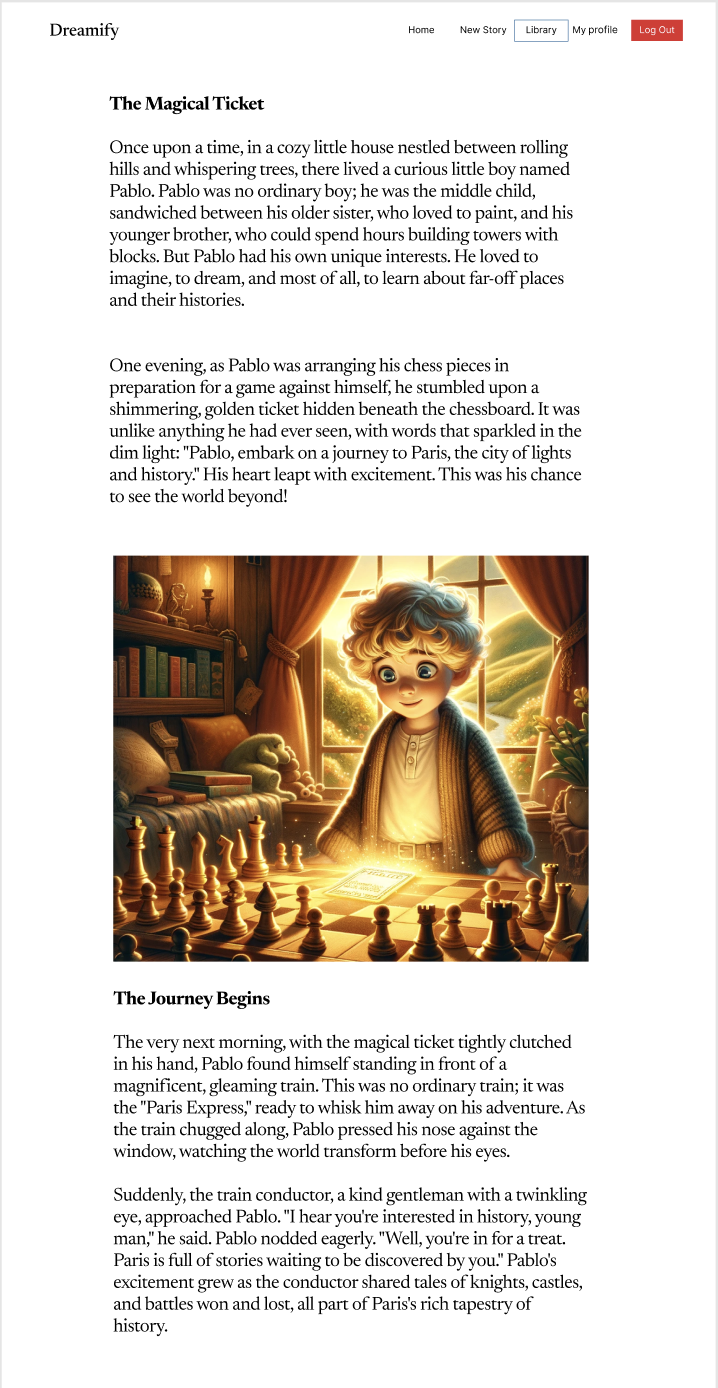 Dreamify
Home New Story Library My profile Log Out
The Magical Ticket
Once upon a time, in a cozy little house nestled between rolling
hills and whispering trees, there lived a curious little boy named
Pablo. Pablo was no ordinary boy; he was the middle child,
sandwiched between his older sister, who loved to paint, and his
younger brother, who could spend hours building towers with
blocks. But Pablo had his own unique interests. He loved to
imagine, to dream, and most of all, to learn about far-off places
and their histories.
One evening, as Pablo was arranging his chess pieces in
preparation for a game against himself, he stumbled upon a
shimmering, golden ticket hidden beneath the chessboard. It was
unlike anything he had ever seen, with words that sparkled in the
dim light: "Pablo, embark on a journey to Paris, the city of lights
and history." His heart leapt with excitement. This was his chance
to see the world beyond!
The Journey Begins
The very next morning, with the magical ticket tightly clutched
in his hand, Pablo found himself standing in front of a
magnificent, gleaming train. This was no ordinary train; it was
the "Paris Express," ready to whisk him away on his adventure. As
the train chugged along, Pablo pressed his nose against the
window, watching the world transform before his eyes.
Suddenly, the train conductor, a kind gentleman with a twinkling
eye, approached Pablo. "I hear you're interested in history, young
man," he said. Pablo nodded eagerly. "Well, you're in for a treat.
Paris is full of stories waiting to be discovered by you." Pablo's
excitement grew as the conductor shared tales of knights, castles,
and battles won and lost, all part of Paris's rich tapestry of
history.